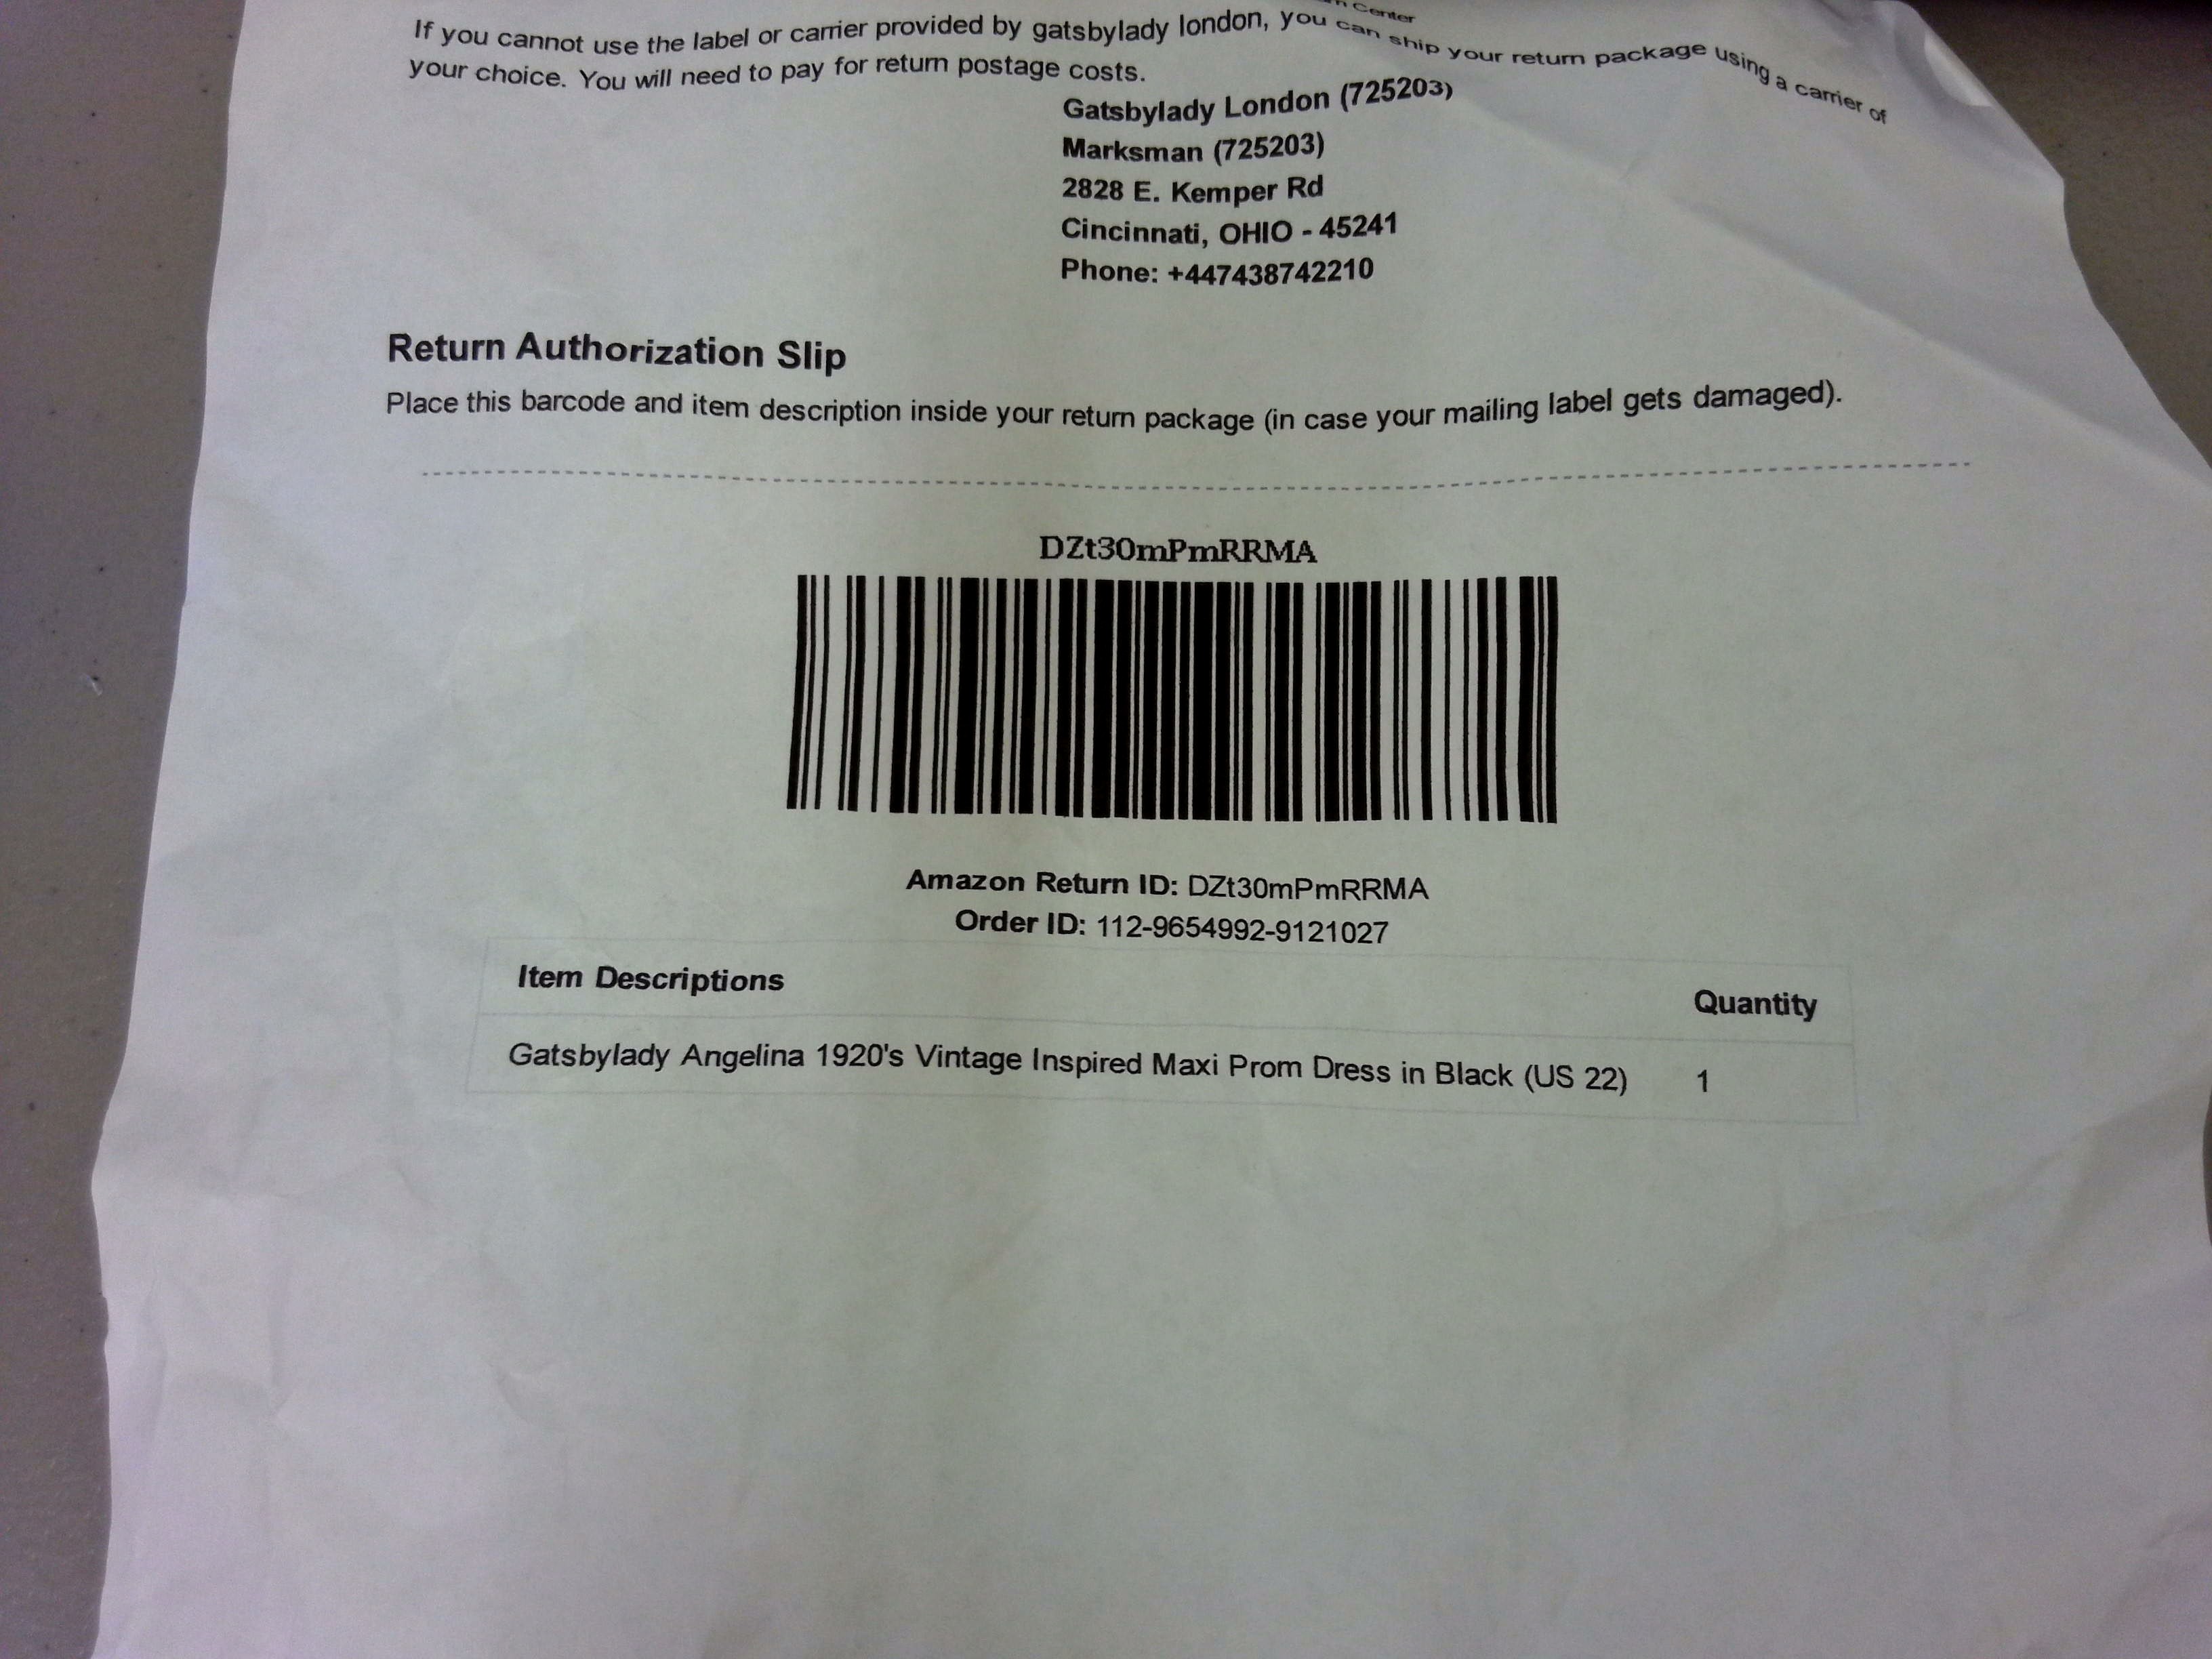 Center
If you cannot use the label or carrier provided by gatsbylady london, you can ship your return package using a carrier of
your choice. You will need to pay for return postage costs.
Gatsbylady London (725203)
Marksman (725203)
2828 E. Kemper Rd
Cincinnati, OHIO - 45241
Phone: +447438742210
Return Authorization Slip
Place this barcode and item description inside your return package (in case your mailing label gets damaged).
DZt30mPmRRMA
Amazon Return ID: DZt30mPmRRMA
Order ID: 112-9654992-9121027
Item Descriptions Quantity
Gatsbylady Angelina 1920's Vintage Inspired Maxi Prom Dress in Black (US 22) 1